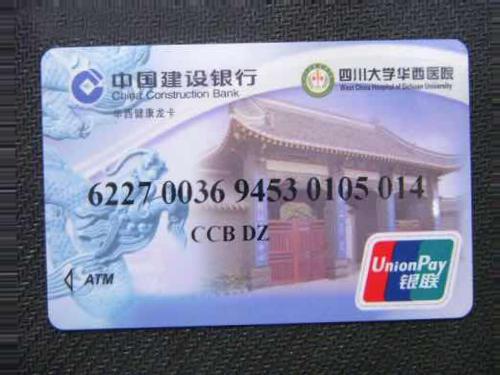 中国建设银行
China Construction Bank
华西健康龙卡
四川大学华西医院
West China Hospital of Sichuan University
6227 0036 9453 0105 014
CCB DZ
ATM
UnionPay
银联